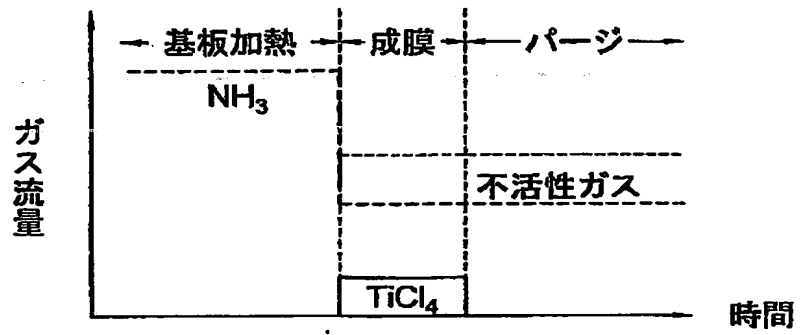 基板加熱
成膜
パージ
NH₃
ガス流量
不活性ガス
TiCl₄
時間